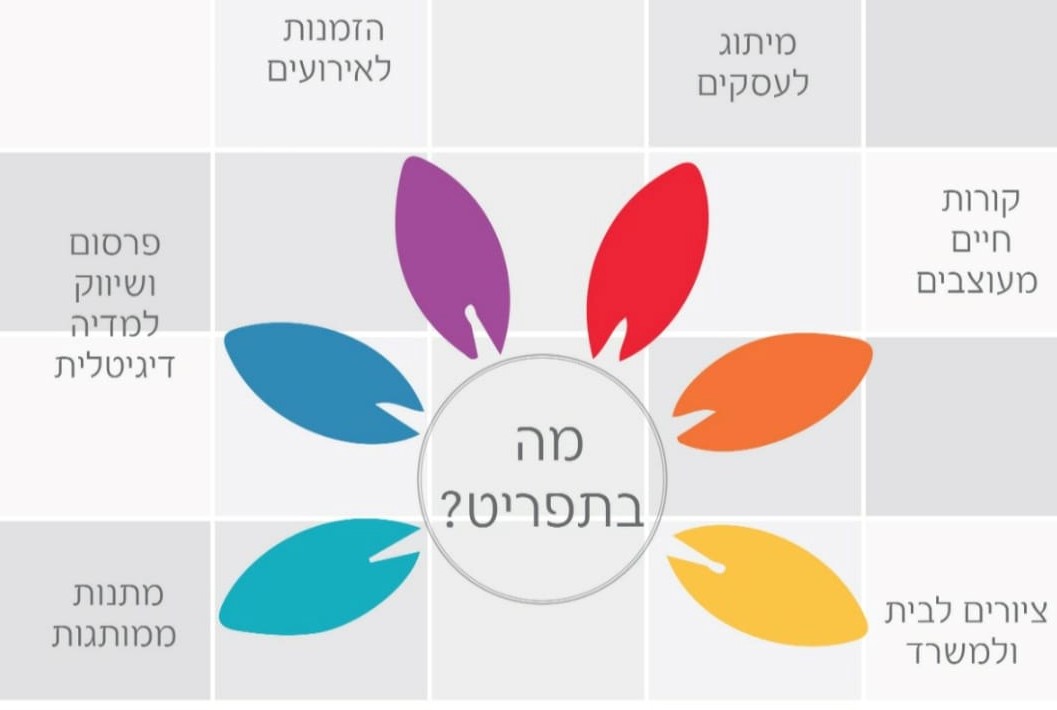 הזמנות
לאירועים
מיתוג
לעסקים
קורות
חיים
מעוצבים
פרסום
ושיווק
למדיה
דיגיטלית
מה
בתפריט?
מתנות
ממותגות
ציורים לבית
ולמשרד